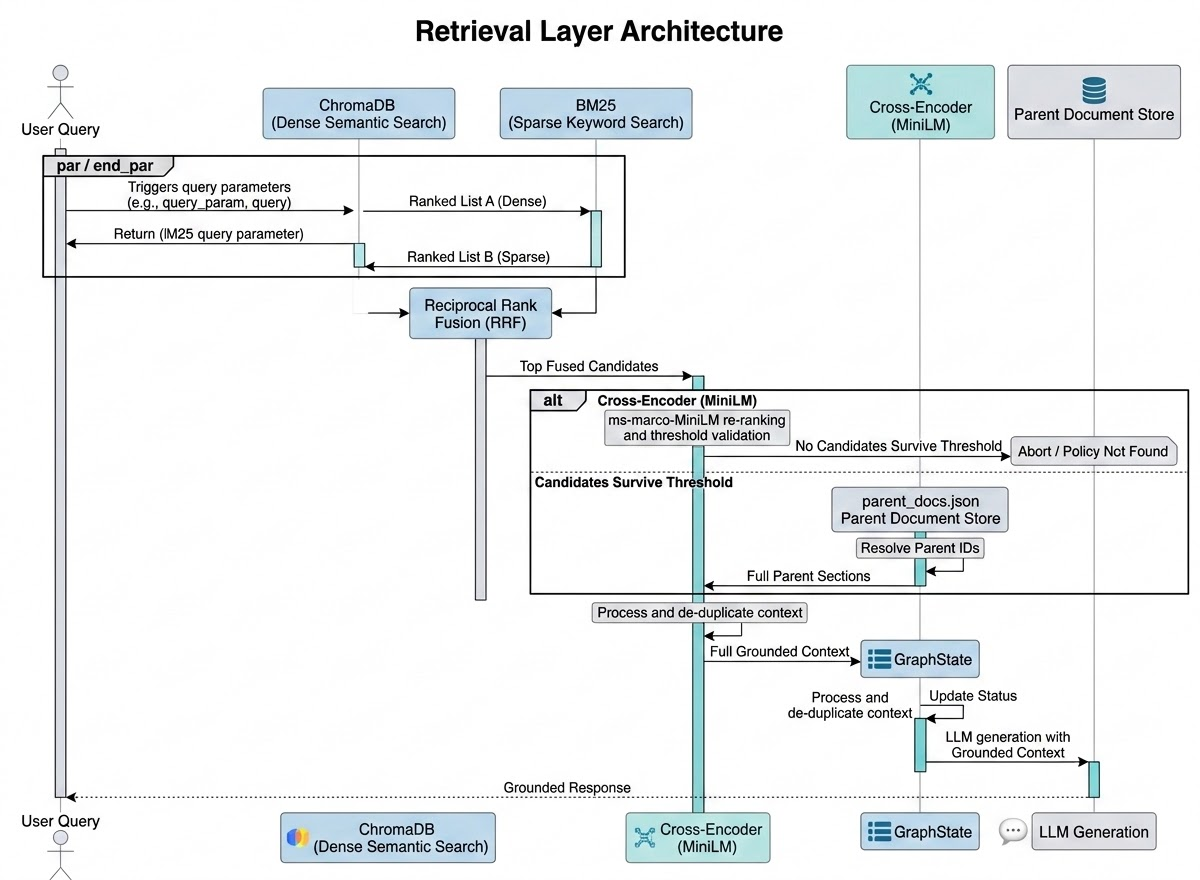 Retrieval Layer Architecture
User Query
ChromaDB
(Dense Semantic Search)
BM25
(Sparse Keyword Search)
Cross-Encoder
(MiniLM)
Parent Document Store
par / end_par
Triggers query parameters
(e.g., query_param, query)
Ranked List A (Dense)
Return (IM25 query parameter)
Ranked List B (Sparse)
Reciprocal Rank
Fusion (RRF)
Top Fused Candidates
alt
Cross-Encoder (MiniLM)
ms-marco-MiniLM re-ranking
and threshold validation
No Candidates Survive Threshold
Abort / Policy Not Found
Candidates Survive Threshold
parent_docs.json
Parent Document Store
Resolve Parent IDs
Full Parent Sections
Process and de-duplicate context
Full Grounded Context
GraphState
Process and
de-duplicate context
Update Status
LLM generation with
Grounded Context
Grounded Response
User Query
ChromaDB
(Dense Semantic Search)
Cross-Encoder
(MiniLM)
GraphState
LLM Generation